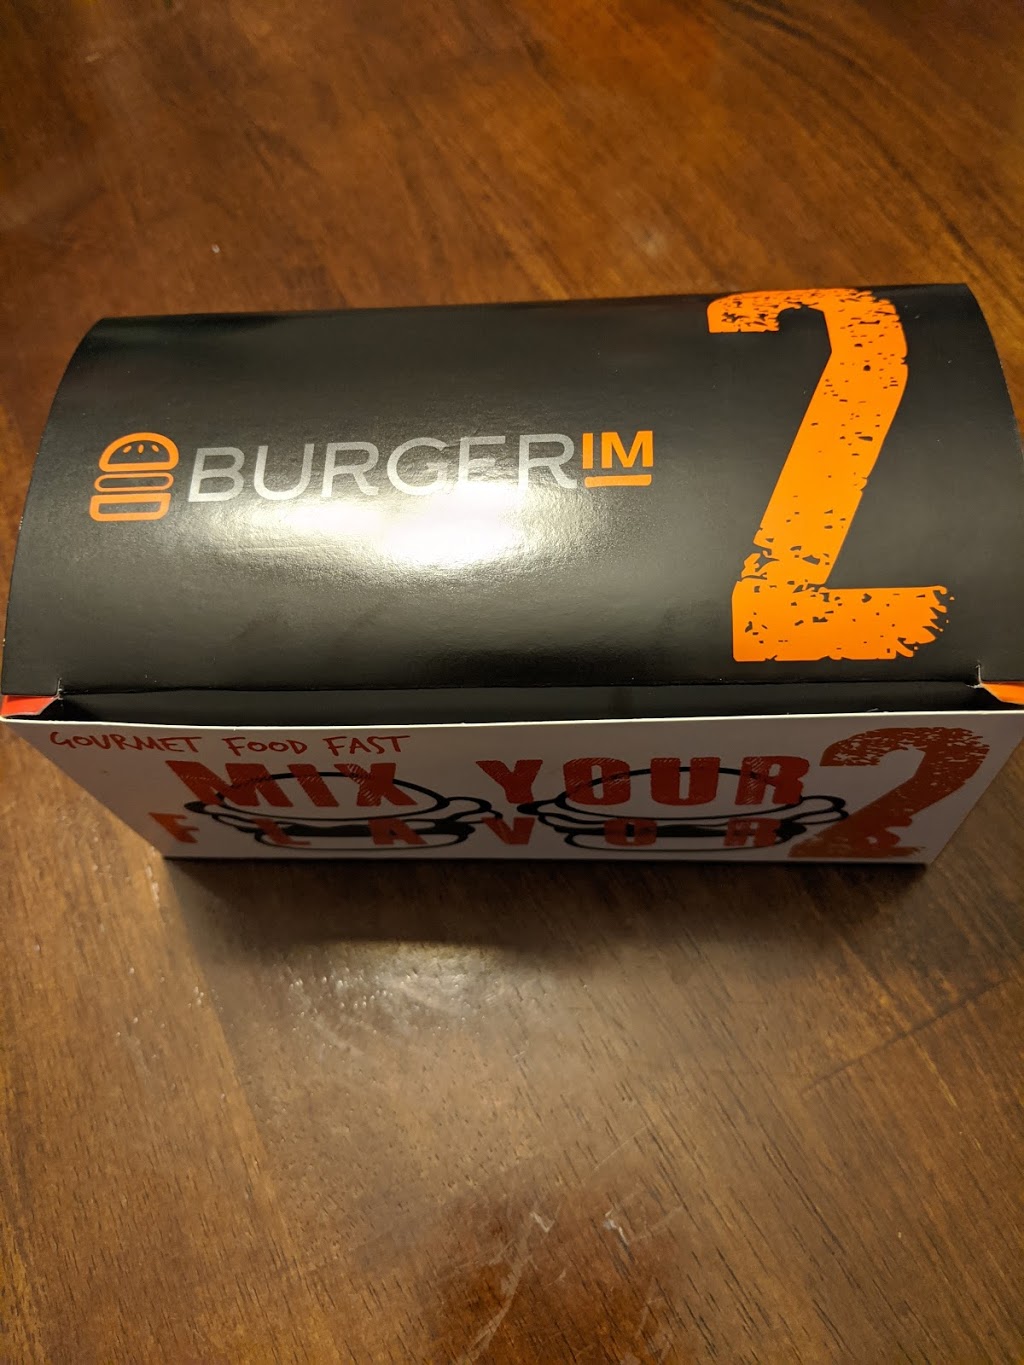 BURGERIM
2
GOURMET FOOD FAST
MIX YOUR
FLAVOR
2